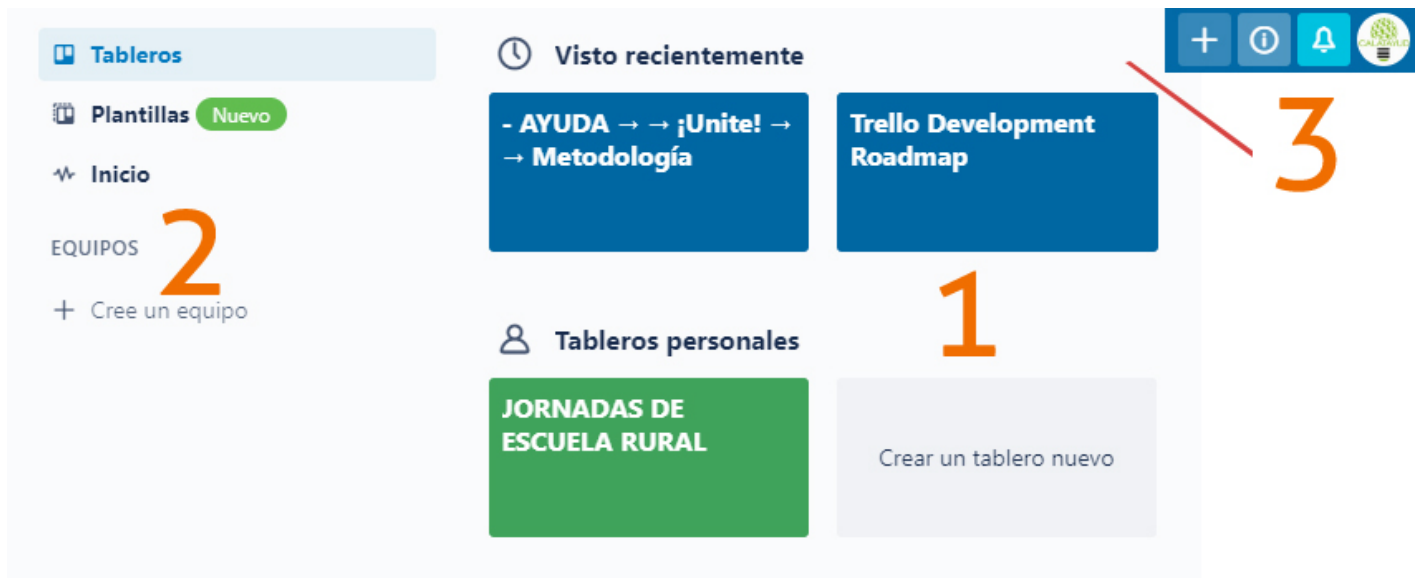 Tableros
Plantillas Nuevo
Inicio
2
EQUIPOS
+ Cree un equipo
Visto recientemente
- AYUDA → → ¡Unite! →
→ Metodología
Trello Development
Roadmap
1
Tableros personales
JORNADAS DE
ESCUELA RURAL
Crear un tablero nuevo
CALATAYUD
3